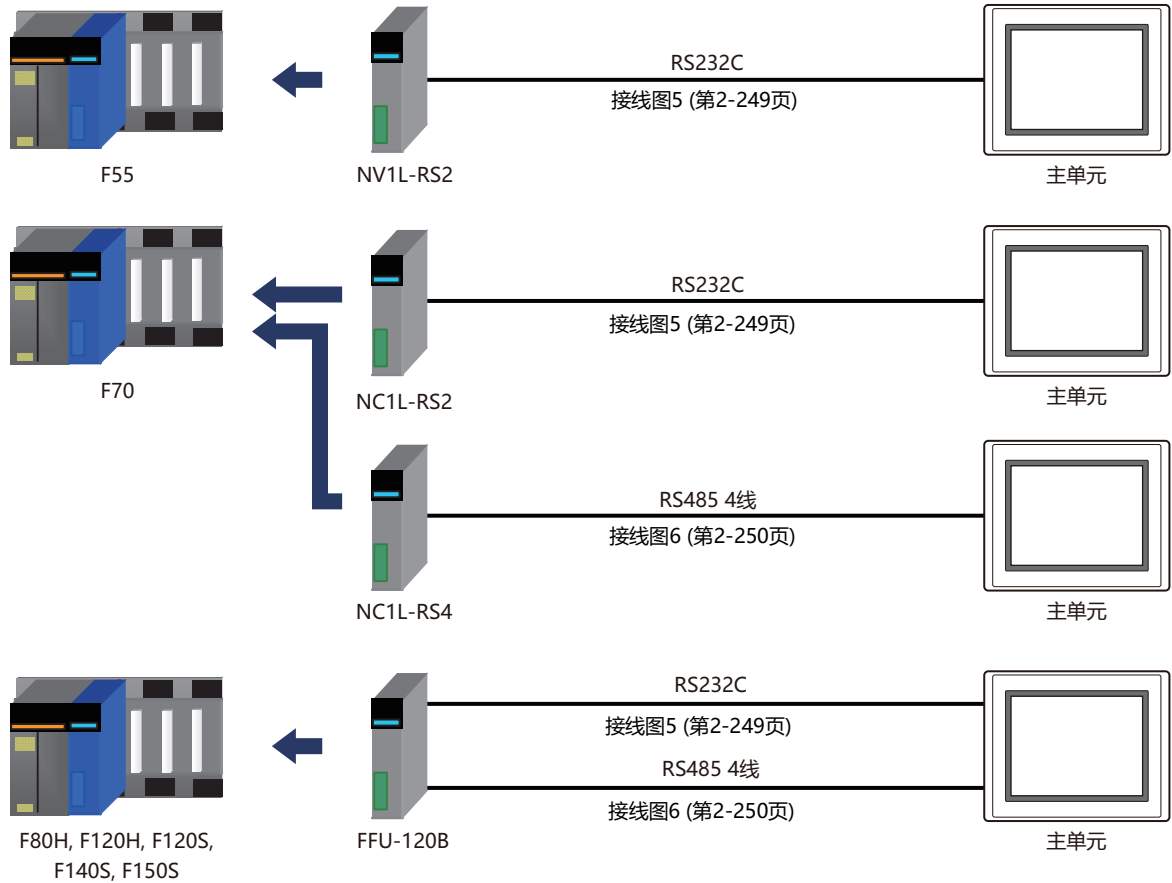 RS232C
接线图5 (第2-249页)
F55
NV1L-RS2
主单元
RS232C
接线图5 (第2-249页)
F70
NC1L-RS2
主单元
RS485 4线
接线图6 (第2-250页)
NC1L-RS4
主单元
RS232C
接线图5 (第2-249页)
RS485 4线
接线图6 (第2-250页)
F80H, F120H, F120S,
F140S, F150S
FFU-120B
主单元